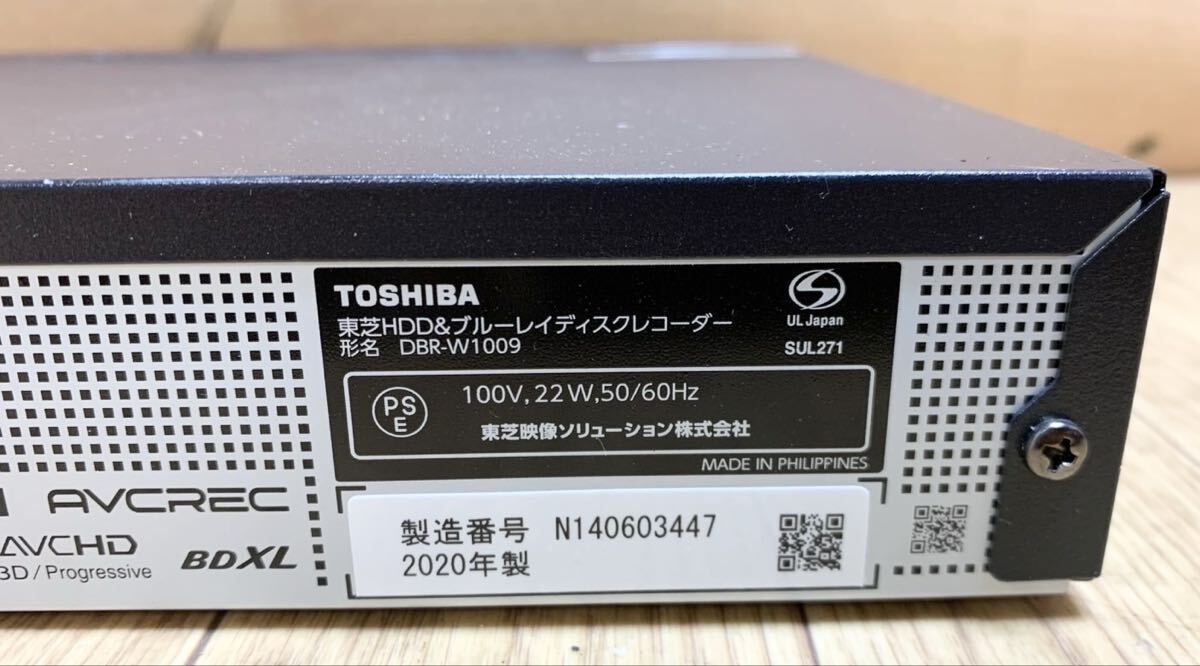 TOSHIBA
東芝HDD&ブルーレイディスクレコーダー
形名 DBR-W1009
UL Japan
SUL271
PS
E
100V,22W,50/60Hz
東芝映像ソリューション株式会社
MADE IN PHILIPPINES
AVCREC
AVCHD
3D/Progressive
BDXL
製造番号 N140603447
2020年製